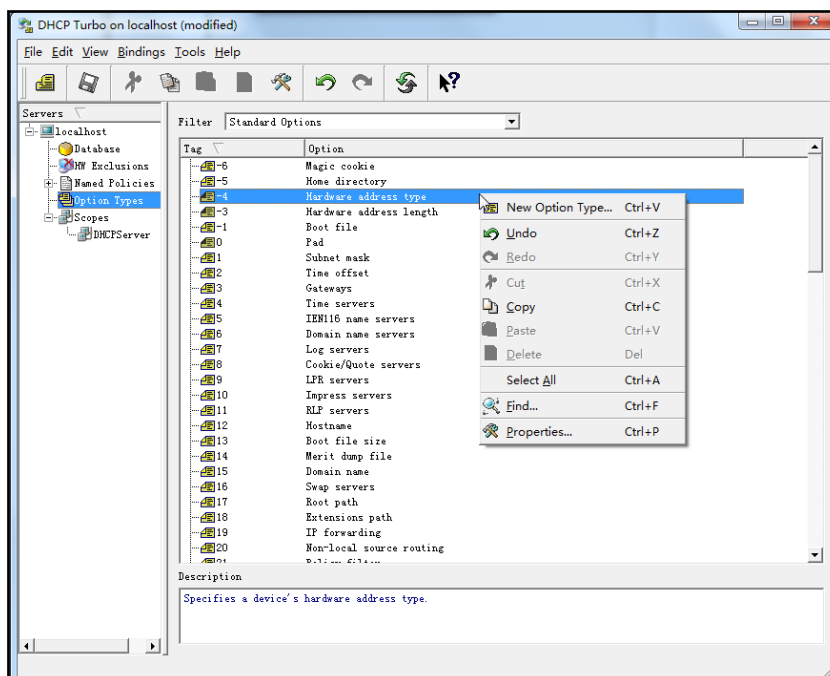 DHCP Turbo on localhost (modified)
File Edit View Bindings Tools Help
Servers
localhost
Database
HW Exclusions
Named Policies
Option Types
Scopes
DHCPServer
Filter Standard Options
Tag Option
-6 Magic cookie
-5 Home directory
-4 Hardware address type
-3 Hardware address length
-1 Boot file
0 Pad
1 Subnet mask
2 Time offset
3 Gateways
4 Time servers
5 IEN116 name servers
6 Domain name servers
7 Log servers
8 Cookie/Quote servers
9 LPR servers
10 Impress servers
11 RLP servers
12 Hostname
13 Boot file size
14 Merit dump file
15 Domain name
16 Swap servers
17 Root path
18 Extensions path
19 IP forwarding
20 Non-local source routing
21 Policy filter
New Option Type... Ctrl+V
Undo Ctrl+Z
Redo Ctrl+Y
Cut Ctrl+X
Copy Ctrl+C
Paste Ctrl+V
Delete Del
Select All Ctrl+A
Find... Ctrl+F
Properties... Ctrl+P
Description
Specifies a device's hardware address type.